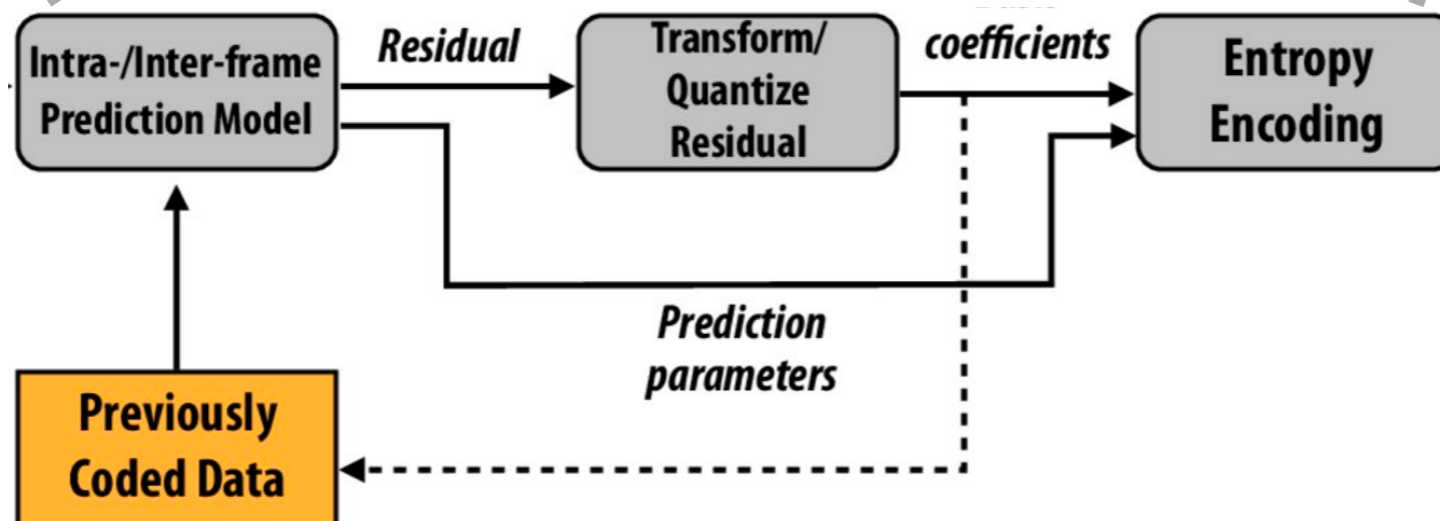 Intra-/Inter-frame
Prediction Model
Residual
Transform/
Quantize
Residual
coefficients
Entropy
Encoding
Prediction
parameters
Previously
Coded Data